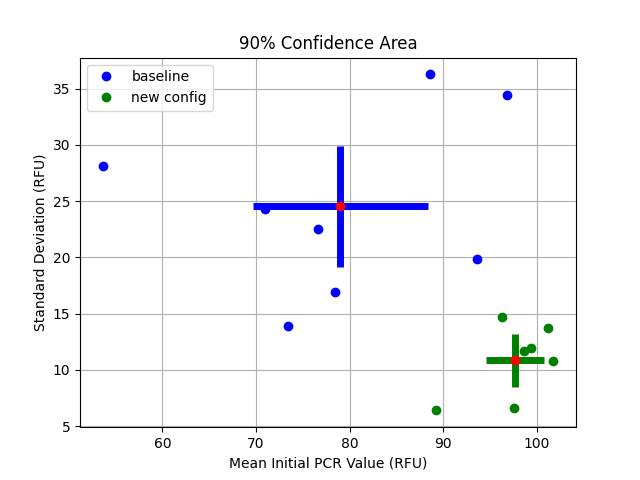 90% Confidence Area
baseline
new config
Standard Deviation (RFU)
35
30
25
20
15
10
5
60 70 80 90 100
Mean Initial PCR Value (RFU)